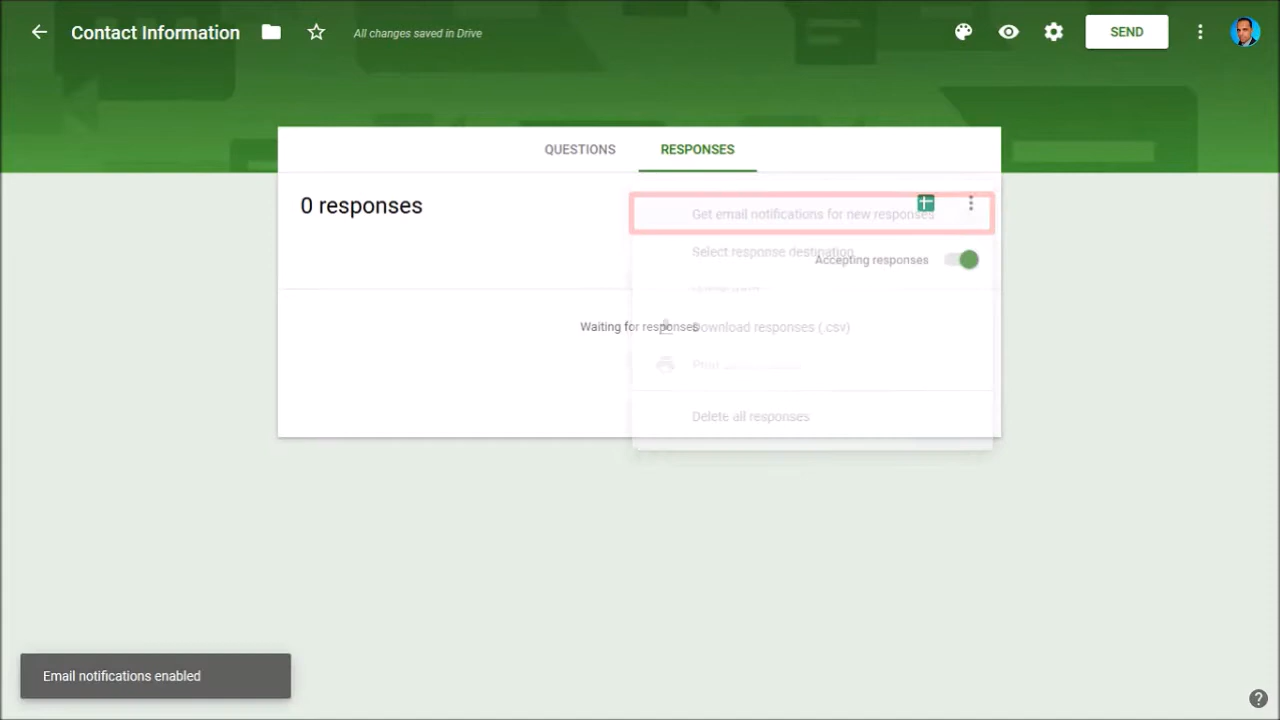 Contact Information
All changes saved in Drive
SEND
QUESTIONS
RESPONSES
0 responses
Get email notifications for new responses
Select response destination
Accepting responses
Waiting for responses
Download responses (.csv)
Print
Delete all responses
Email notifications enabled